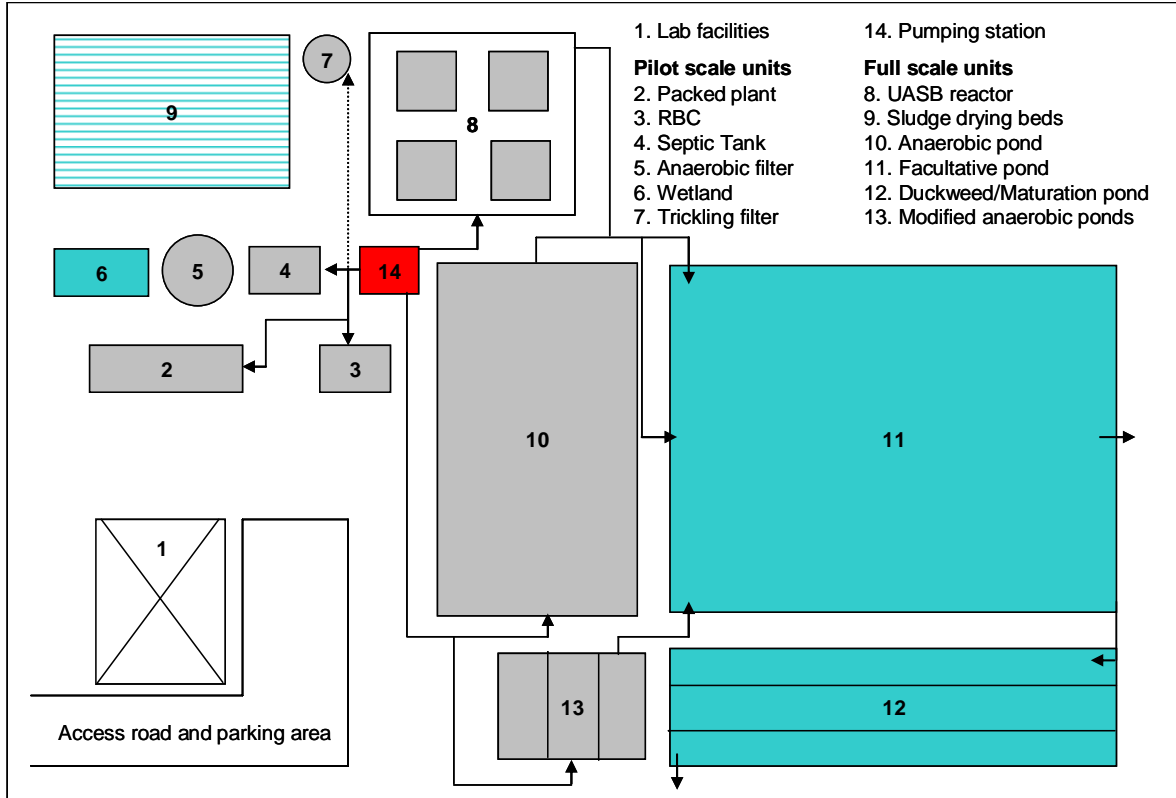 1. Lab facilities
14. Pumping station
Pilot scale units
Full scale units
2. Packed plant
8. UASB reactor
3. RBC
9. Sludge drying beds
4. Septic Tank
10. Anaerobic pond
5. Anaerobic filter
11. Facultative pond
6. Wetland
12. Duckweed/Maturation pond
7. Trickling filter
13. Modified anaerobic ponds
7
9
8
6
5
4
14
2
3
10
11
1
13
12
Access road and parking area